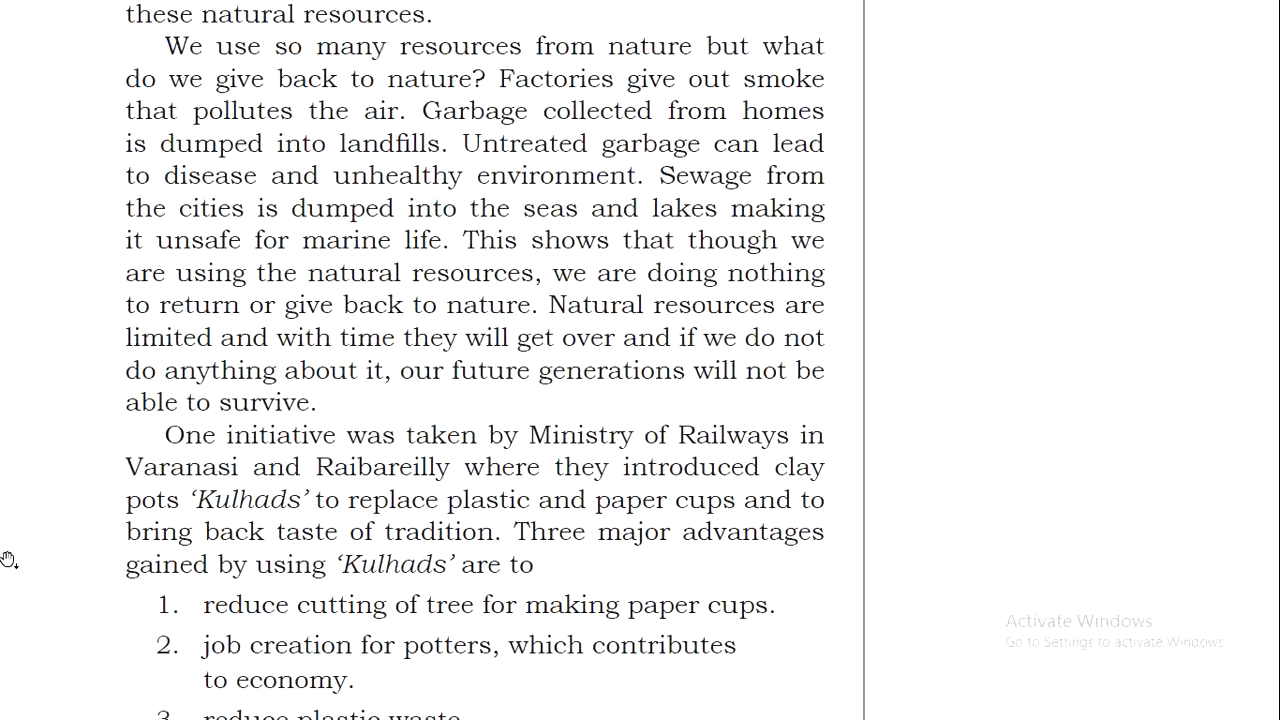 these natural resources.
We use so many resources from nature but what
do we give back to nature? Factories give out smoke
that pollutes the air. Garbage collected from homes
is dumped into landfills. Untreated garbage can lead
to disease and unhealthy environment. Sewage from
the cities is dumped into the seas and lakes making
it unsafe for marine life. This shows that though we
are using the natural resources, we are doing nothing
to return or give back to nature. Natural resources are
limited and with time they will get over and if we do not
do anything about it, our future generations will not be
able to survive.
One initiative was taken by Ministry of Railways in
Varanasi and Raibareilly where they introduced clay
pots ‘Kulhads’ to replace plastic and paper cups and to
bring back taste of tradition. Three major advantages
gained by using ‘Kulhads’ are to
1. reduce cutting of tree for making paper cups.
2. job creation for potters, which contributes
to economy.
3. reduce plastic waste
Activate Windows
Go to Settings to activate Windows.